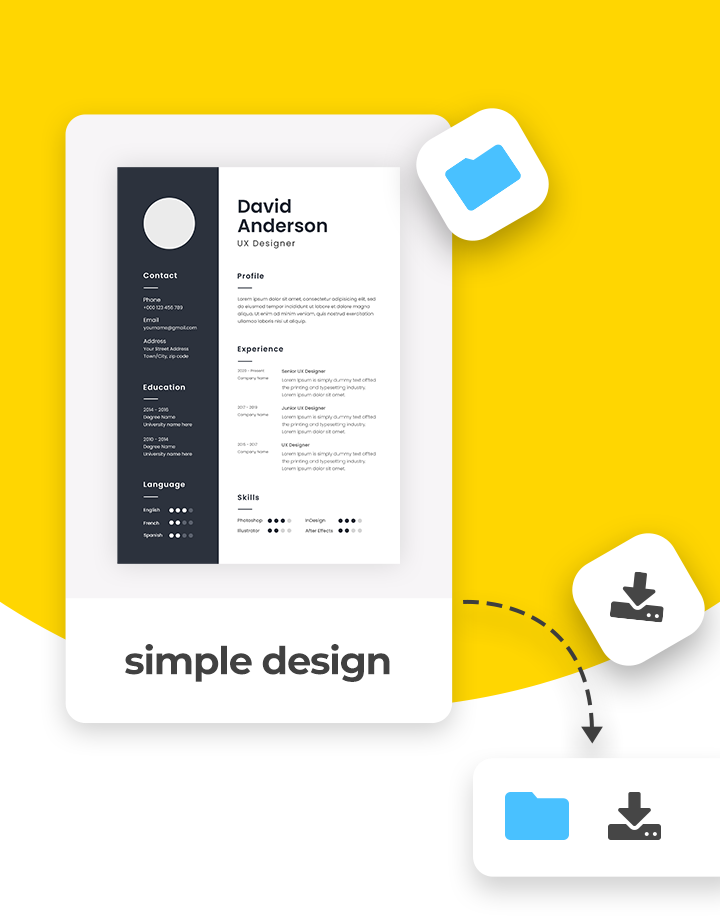 David
Anderson
UX Designer
Contact
Phone
+000 123 456 789
Email
yourname@gmail.com
Address
Your Street Address
Town/City, zip code
Education
2014 - 2016
Degree Name
University name here
2010 - 2014
Degree Name
University name here
Language
English
French
Spanish
Profile
Lorem ipsum dolor sit amet, consectetur adipisicing elit, sed
do eiusmod tempor incididunt ut labore et dolore magna
aliqua. Ut enim ad minim veniam, quis nostrud exercitation
ullamco laboris nisi ut aliquip.
Experience
2020 - Present
Company Name
Senior UX Designer
Lorem Ipsum is simply dummy text offited
the printing and typesetting industry.
Lorem ipsum dolor sit amet.
2017 - 2019
Company Name
Junior UX Designer
Lorem Ipsum is simply dummy text offited
the printing and typesetting industry.
Lorem ipsum dolor sit amet.
2015 - 2017
Company Name
UX Designer
Lorem Ipsum is simply dummy text offited
the printing and typesetting industry.
Lorem ipsum dolor sit amet.
Skills
Photoshop
InDesign
Illustrator
After Effects
simple design